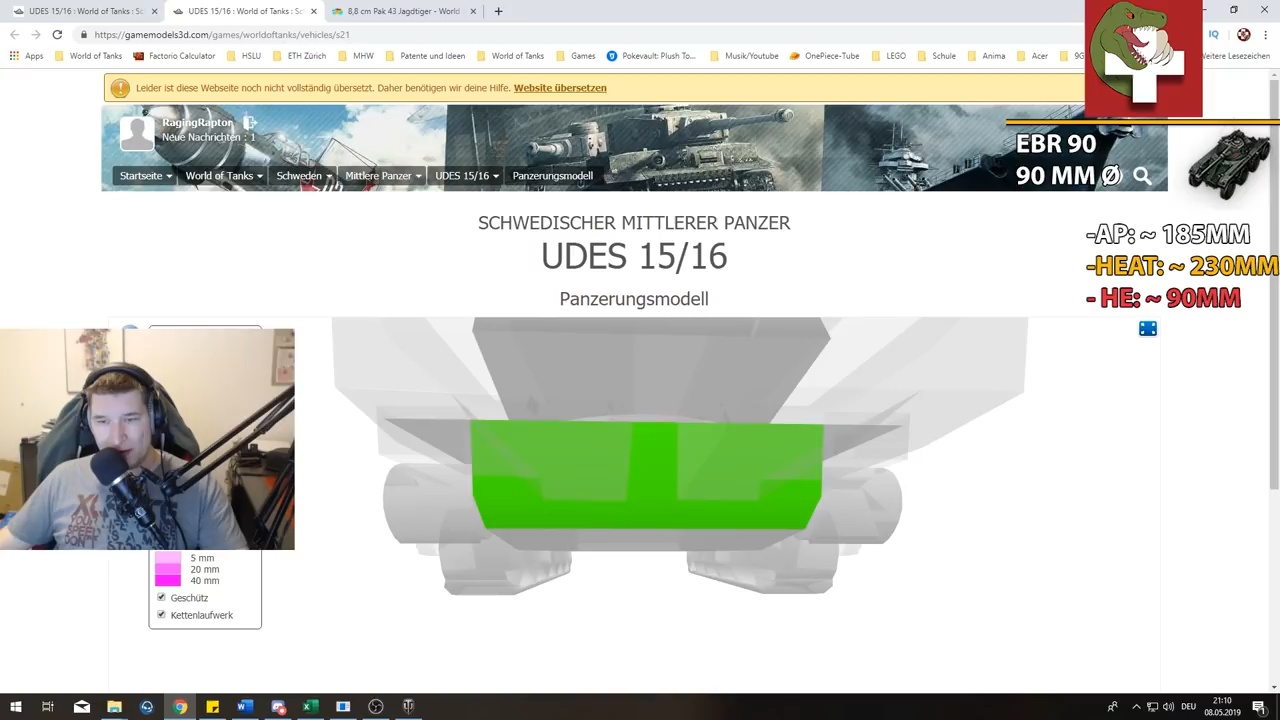 UDES 15/16 : World of Tanks : Sc
UDES 15/16 : World of Tanks : Sc
8,8 cm Pak 43 Jagdtiger - World
https://gamemodels3d.com/games/worldoftanks/vehicles/s21
IQ
Apps World of Tanks Factorio Calculator HSLU ETH Zürich MHW Patente und Ideen World of Tanks Games Pokevault: Plush To... Musik/Youtube OnePiece-Tube LEGO Schule Anima Acer 9G Weitere Lesezeichen
Leider ist diese Webseite noch nicht vollständig übersetzt. Daher benötigen wir deine Hilfe. Website übersetzen
RagingRaptor
Neue Nachrichten : 1
Startseite World of Tanks Schweden Mittlere Panzer UDES 15/16 Panzerungsmodell
EBR 90
90 MM Ø
-AP: ~ 185MM
-HEAT: ~ 230MM
- HE: ~ 90MM
SCHWEDISCHER MITTLERER PANZER
UDES 15/16
Panzerungsmodell
5 mm
20 mm
40 mm
Geschütz
Kettenlaufwerk
DEU
21:10
08.05.2019